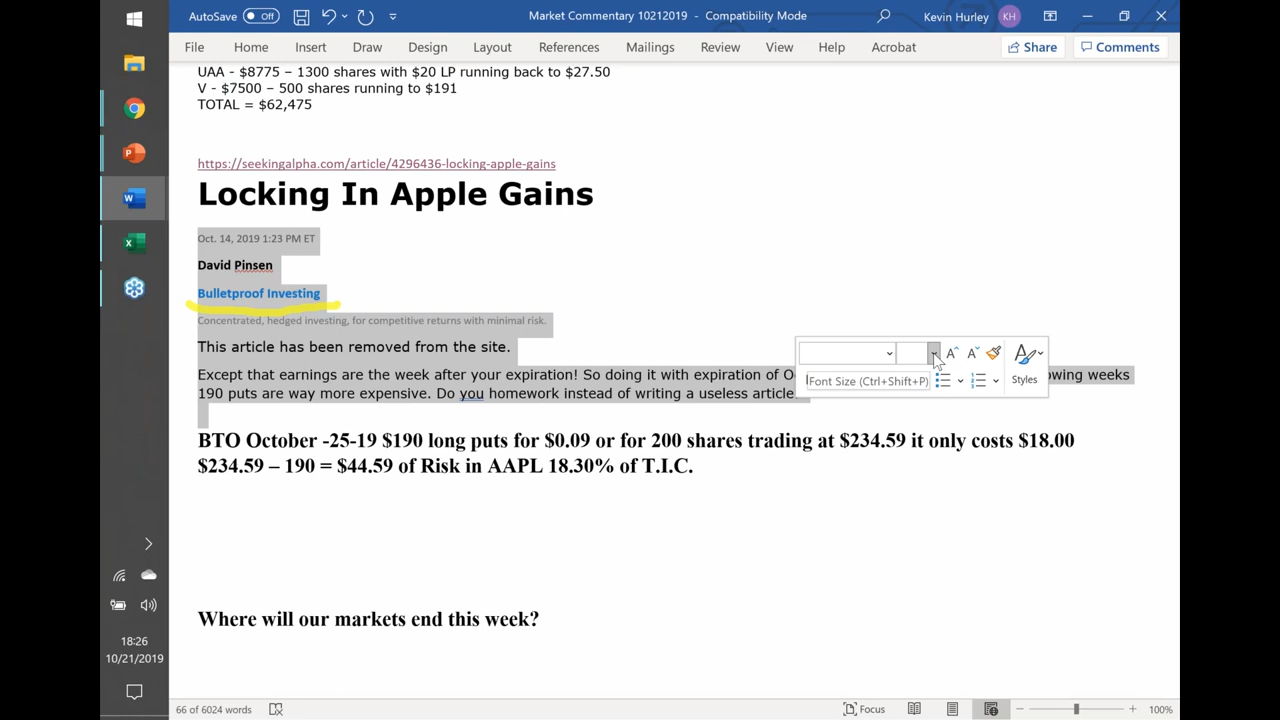 AutoSave Off
Market Commentary 10212019 - Compatibility Mode
Kevin Hurley KH
File Home Insert Draw Design Layout References Mailings Review View Help Acrobat Share Comments
UAA - $8775 – 1300 shares with $20 LP running back to $27.50
V - $7500 – 500 shares running to $191
TOTAL = $62,475
https://seekingalpha.com/article/4296436-locking-apple-gains
Locking In Apple Gains
Oct. 14, 2019 1:23 PM ET
David Pinsen
Bulletproof Investing
Concentrated, hedged investing, for competitive returns with minimal risk.
This article has been removed from the site.
Except that earnings are the week after your expiration! So doing it with expiration of O owing weeks
190 puts are way more expensive. Do you homework instead of writing a useless article
A A Styles
Font Size (Ctrl+Shift+P)
BTO October -25-19 $190 long puts for $0.09 or for 200 shares trading at $234.59 it only costs $18.00
$234.59 – 190 = $44.59 of Risk in AAPL 18.30% of T.I.C.
Where will our markets end this week?
18:26
10/21/2019
66 of 6024 words
Focus
100%